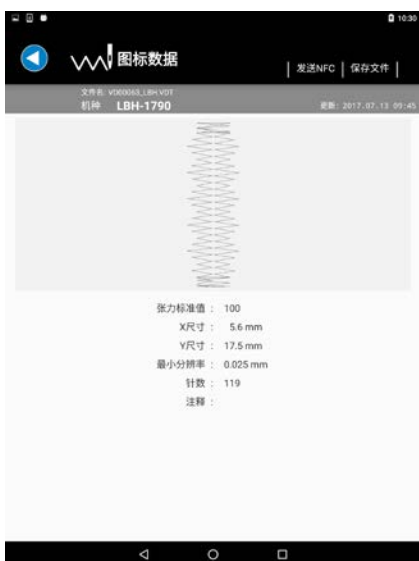 10:30
图标数据
发送NFC | 保存文件 |
文件名: VD00063_LBH.VDT
机种 LBH-1790
更新: 2017.07.13 09:45
张力标准值 : 100
X尺寸 : 5.6 mm
Y尺寸 : 17.5 mm
最小分辨率 : 0.025 mm
针数 : 119
注释 :